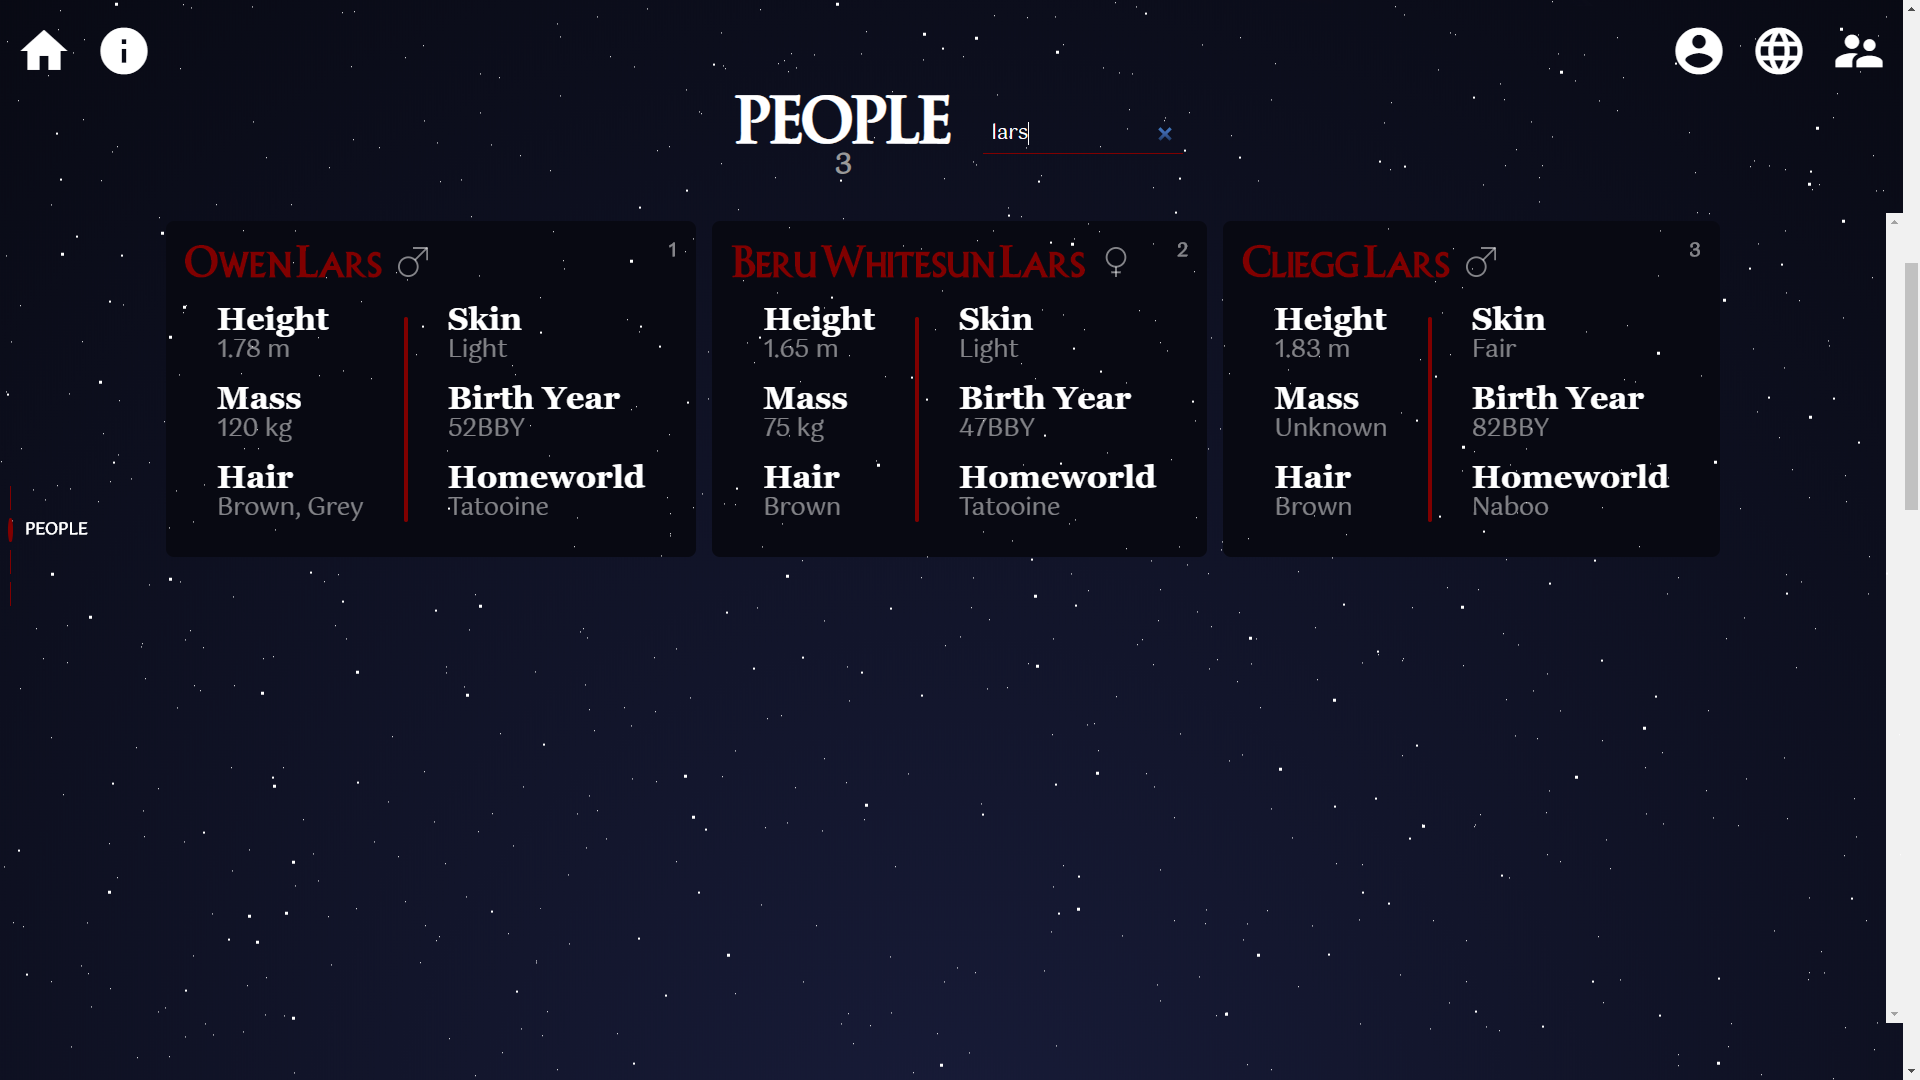 PEOPLE
lars
3
Owen Lars
1
Height
1.78 m
Mass
120 kg
Hair
Brown, Grey
Skin
Light
Birth Year
52BBY
Homeworld
Tatooine
Beru Whitesun Lars
2
Height
1.65 m
Mass
75 kg
Hair
Brown
Skin
Light
Birth Year
47BBY
Homeworld
Tatooine
Cliegg Lars
3
Height
1.83 m
Mass
Unknown
Hair
Brown
Skin
Fair
Birth Year
82BBY
Homeworld
Naboo
PEOPLE